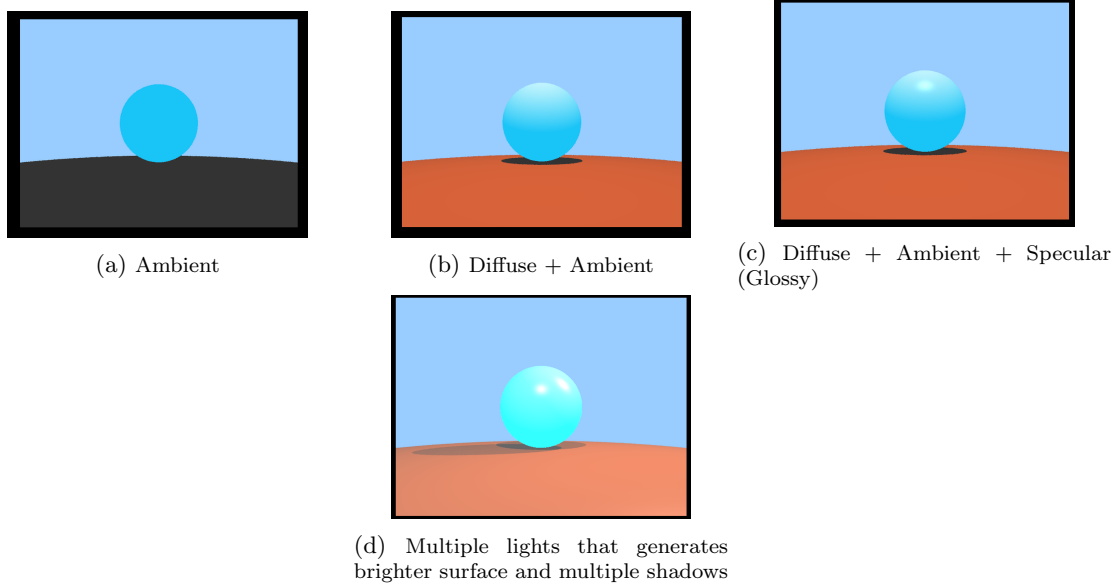 (a) Ambient
(b) Diffuse + Ambient
(c) Diffuse + Ambient + Specular
(Glossy)
(d) Multiple lights that generates
brighter surface and multiple shadows